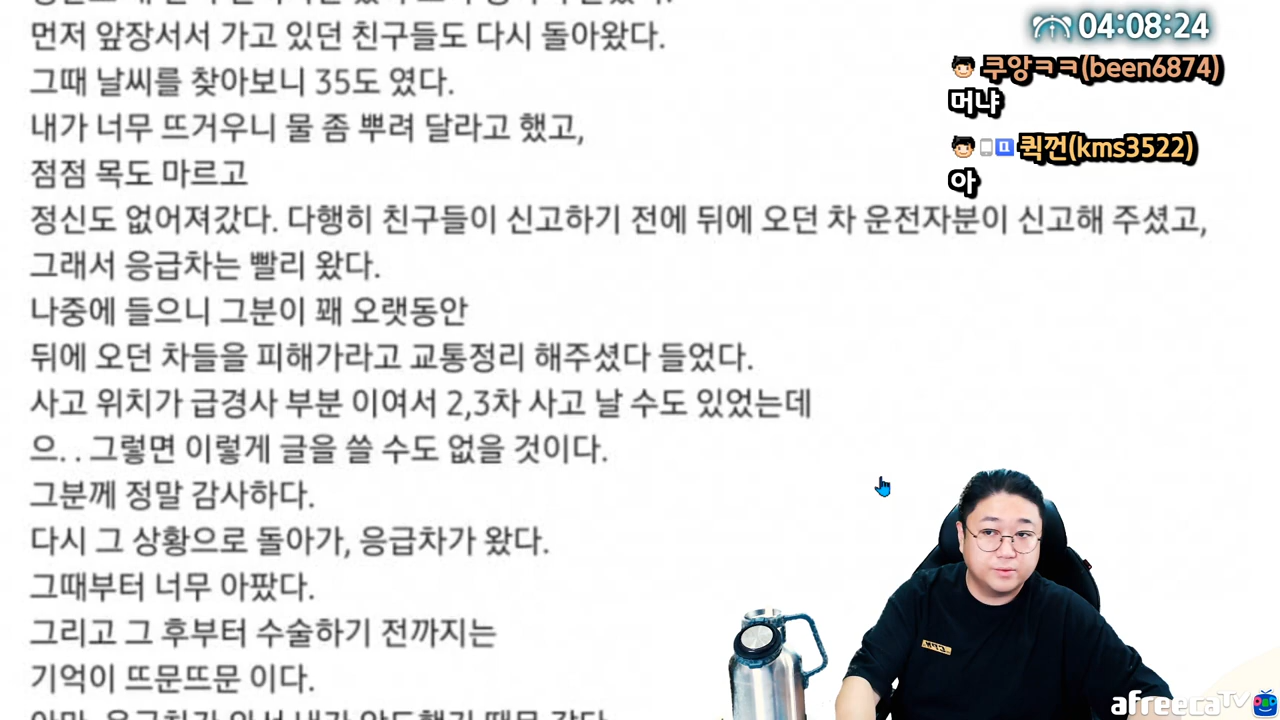 먼저 앞장서서 가고 있던 친구들도 다시 돌아왔다.
그때 날씨를 찾아보니 35도 였다.
내가 너무 뜨거우니 물 좀 뿌려 달라고 했고,
점점 목도 마르고
정신도 없어져갔다. 다행히 친구들이 신고하기 전에 뒤에 오던 차 운전자분이 신고해 주셨고,
그래서 응급차는 빨리 왔다.
나중에 들으니 그분이 꽤 오랫동안
뒤에 오던 차들을 피해가라고 교통정리 해주셨다 들었다.
사고 위치가 급경사 부분 이여서 2,3차 사고 날 수도 있었는데
으. . 그렇면 이렇게 글을 쓸 수도 없을 것이다.
그분께 정말 감사하다.
다시 그 상황으로 돌아가, 응급차가 왔다.
그때부터 너무 아팠다.
그리고 그 후부터 수술하기 전까지는
기억이 뜨문뜨문 이다.
04:08:24
쿠앙ㅋㅋ(been6874)
머냐
퀵껀(kms3522)
아
afreecaTV